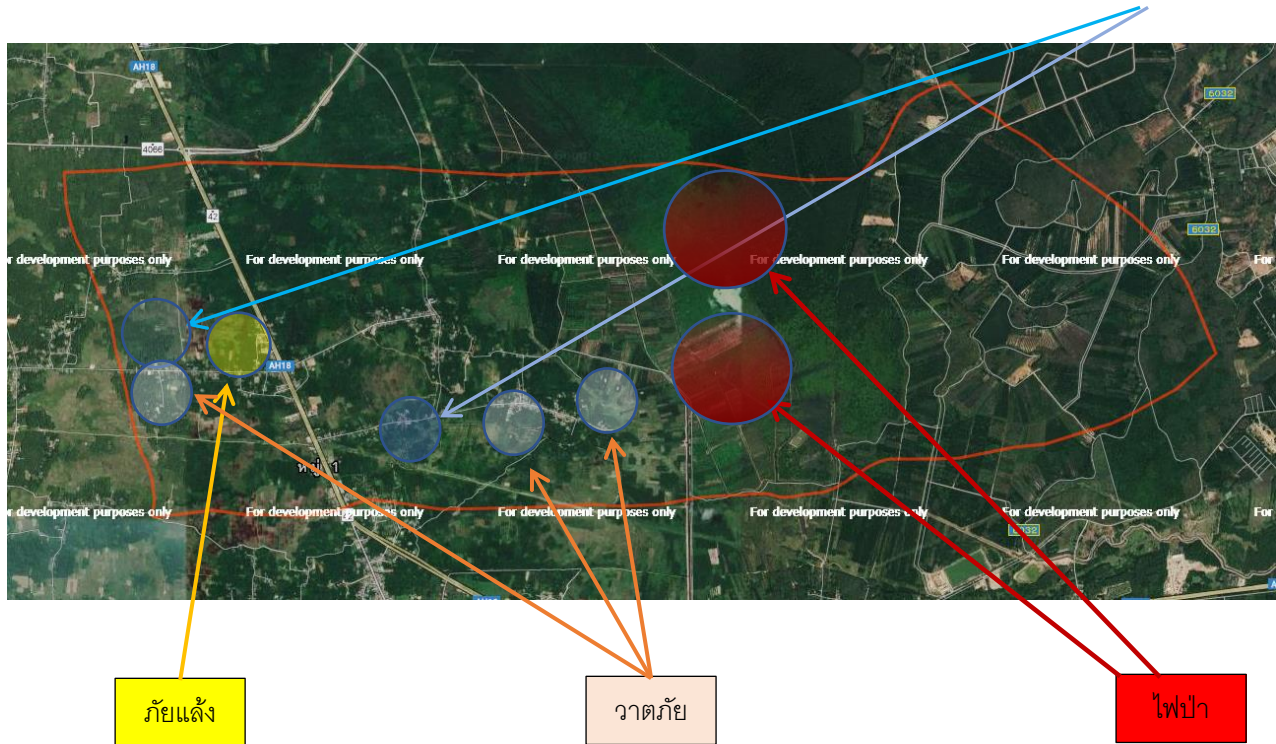 AH18
4066
6032
42
6032
or development purposes only For development purposes only For development purposes only For development purposes only For development purposes only For
AH18
หมู่ 1
or development purposes only For development purposes only For development purposes only For development purposes only For development purposes only For
ภัยแล้ง
วาตภัย
ไฟป่า